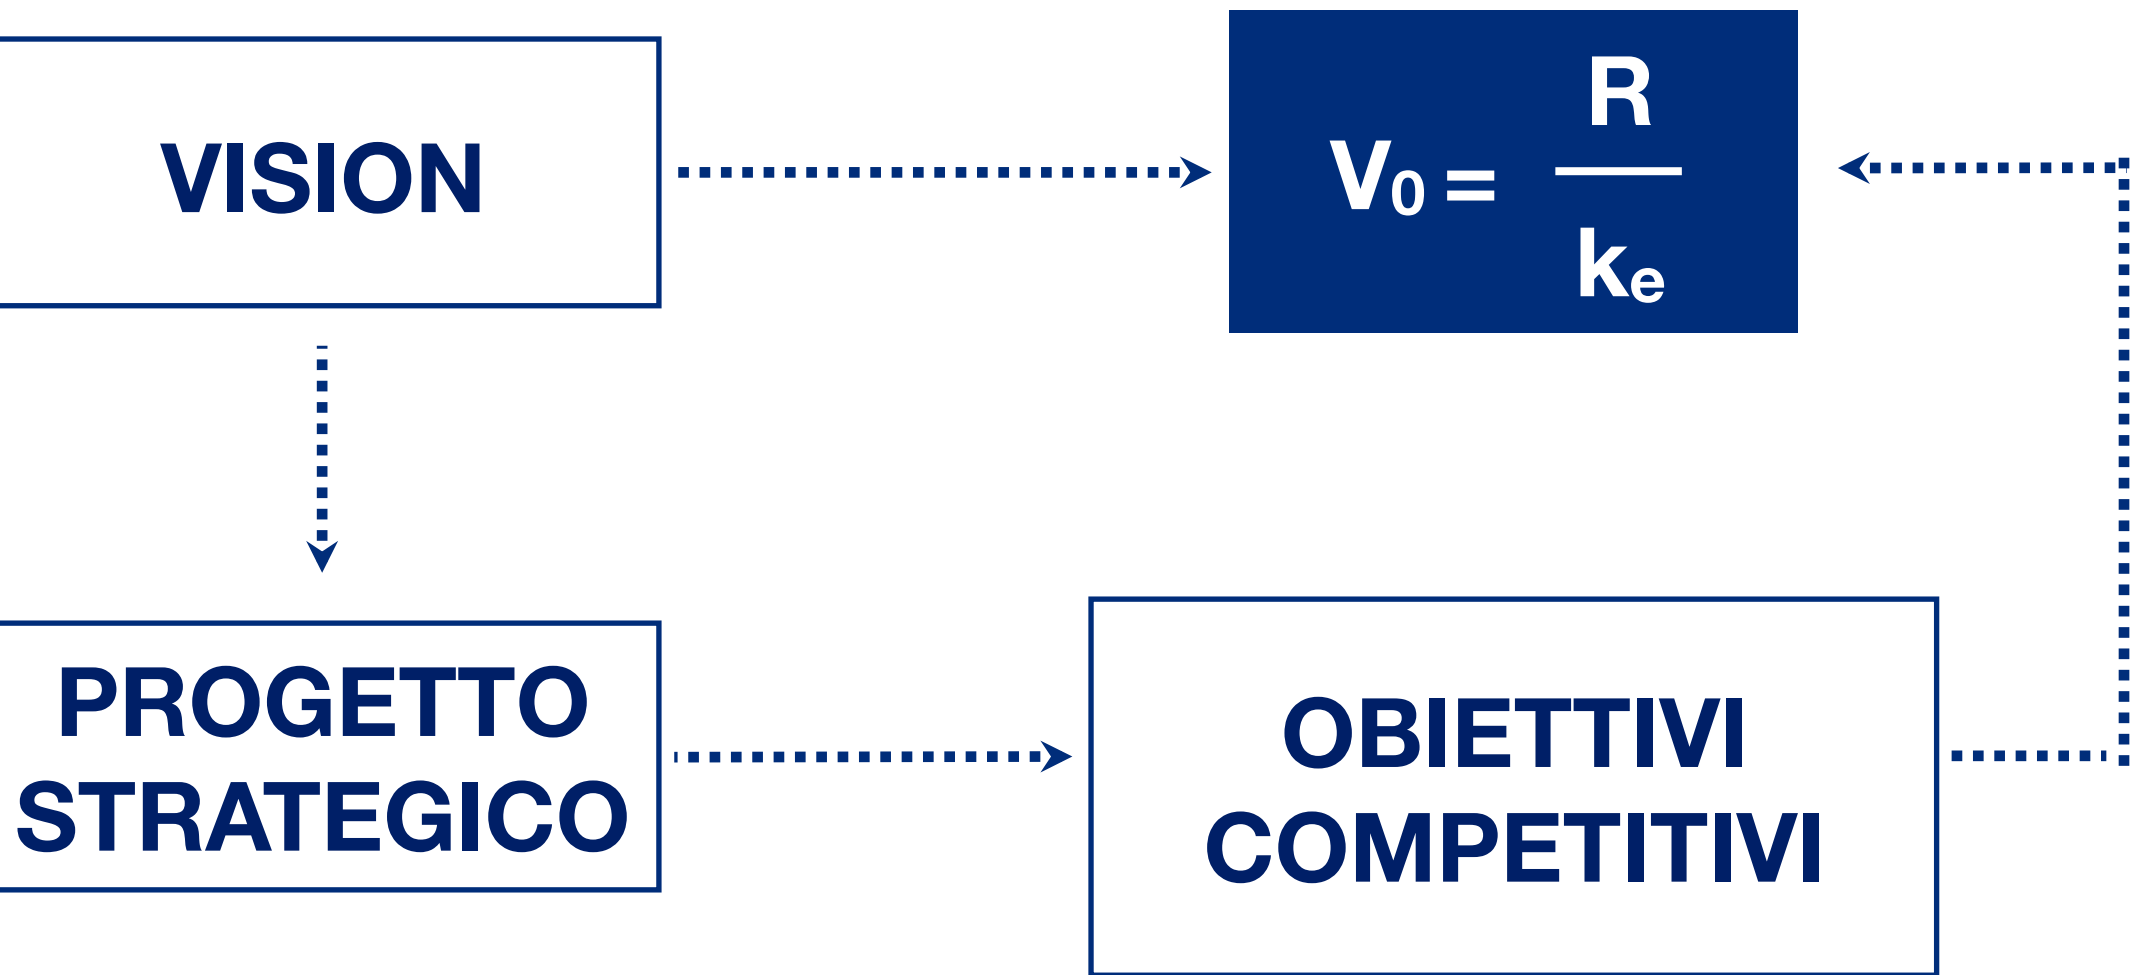 VISION
V₀ = R / kₑ
PROGETTO
STRATEGICO
OBIETTIVI
COMPETITIVI